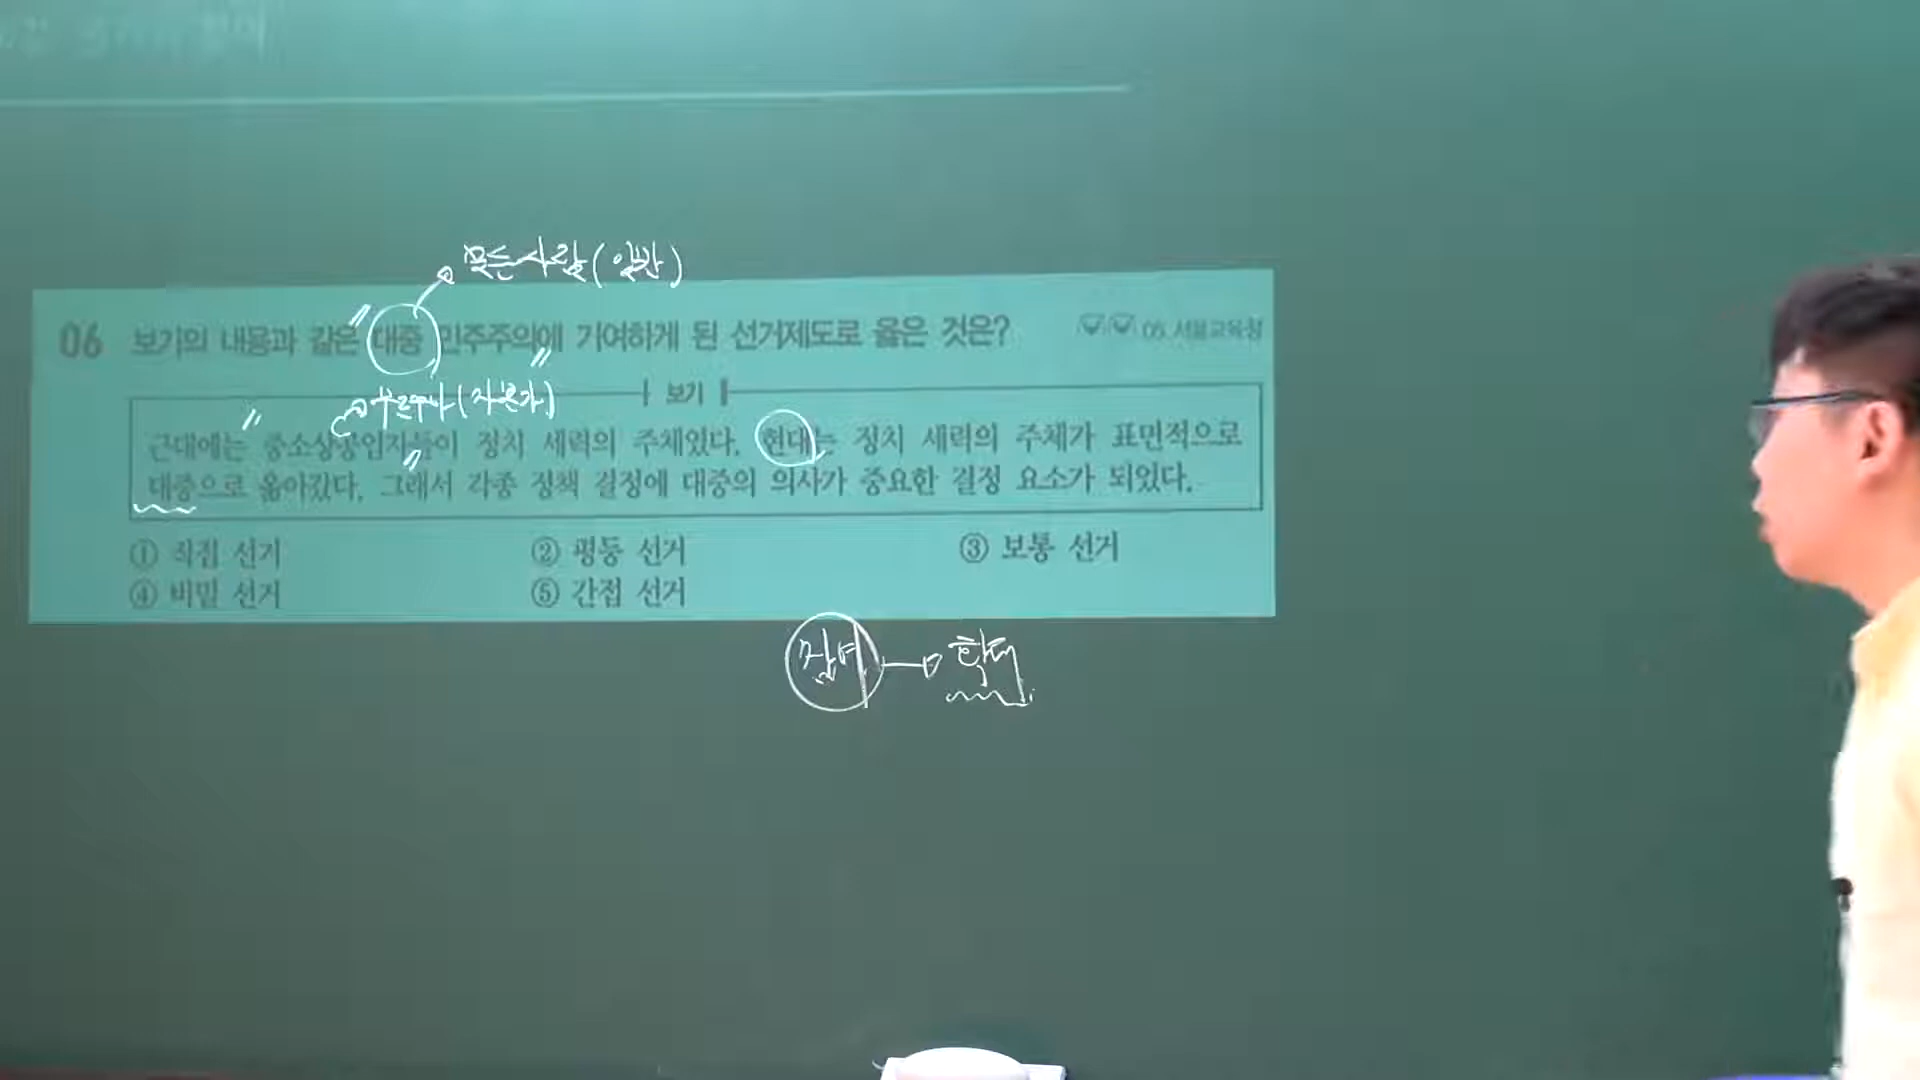 모든사람(일반)
06 보기의 내용과 같은 대중 민주주의에 기여하게 된 선거제도로 옳은 것은?
06 서울교육청
부르주아(자본가)
보기
근대에는 중소상공업자들이 정치 세력의 주체였다. 현대는 정치 세력의 주체가 표면적으로
대중으로 옮아갔다. 그래서 각종 정책 결정에 대중의 의사가 중요한 결정 요소가 되었다.
① 직접 선거 ② 평등 선거 ③ 보통 선거
④ 비밀 선거 ⑤ 간접 선거
참여 확대